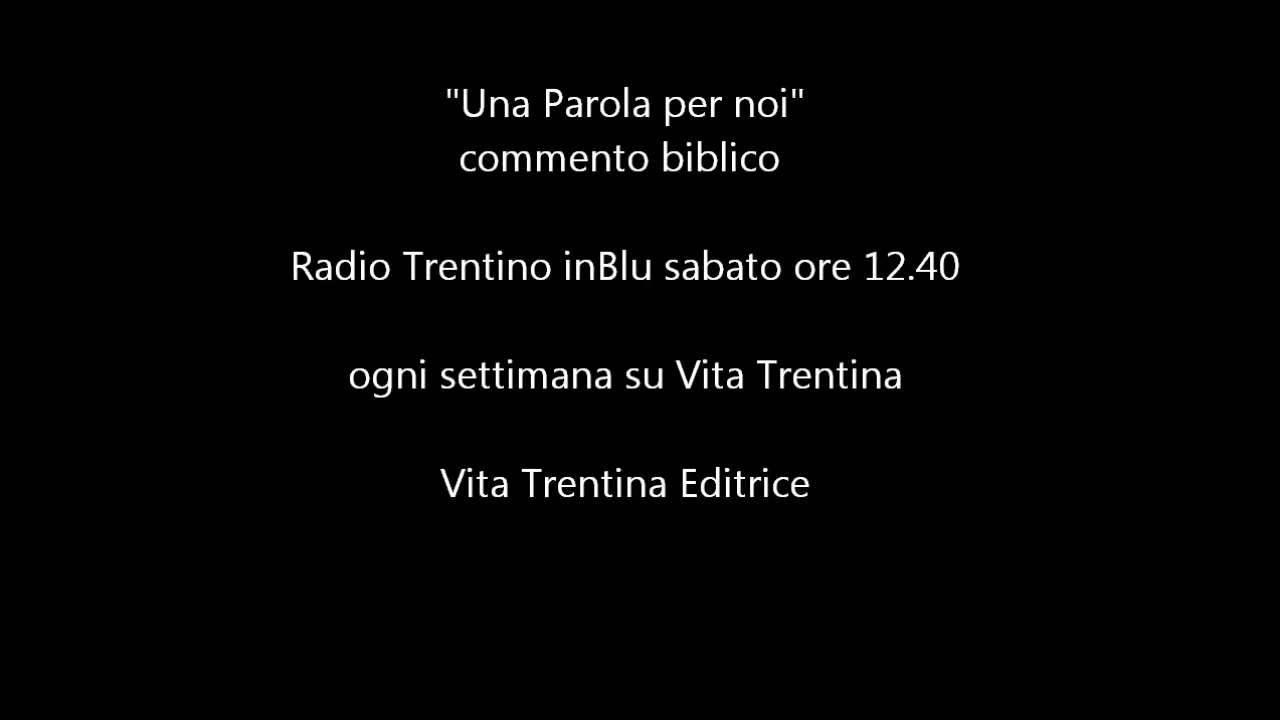 "Una Parola per noi"
commento biblico
Radio Trentino inBlu sabato ore 12.40
ogni settimana su Vita Trentina
Vita Trentina Editrice